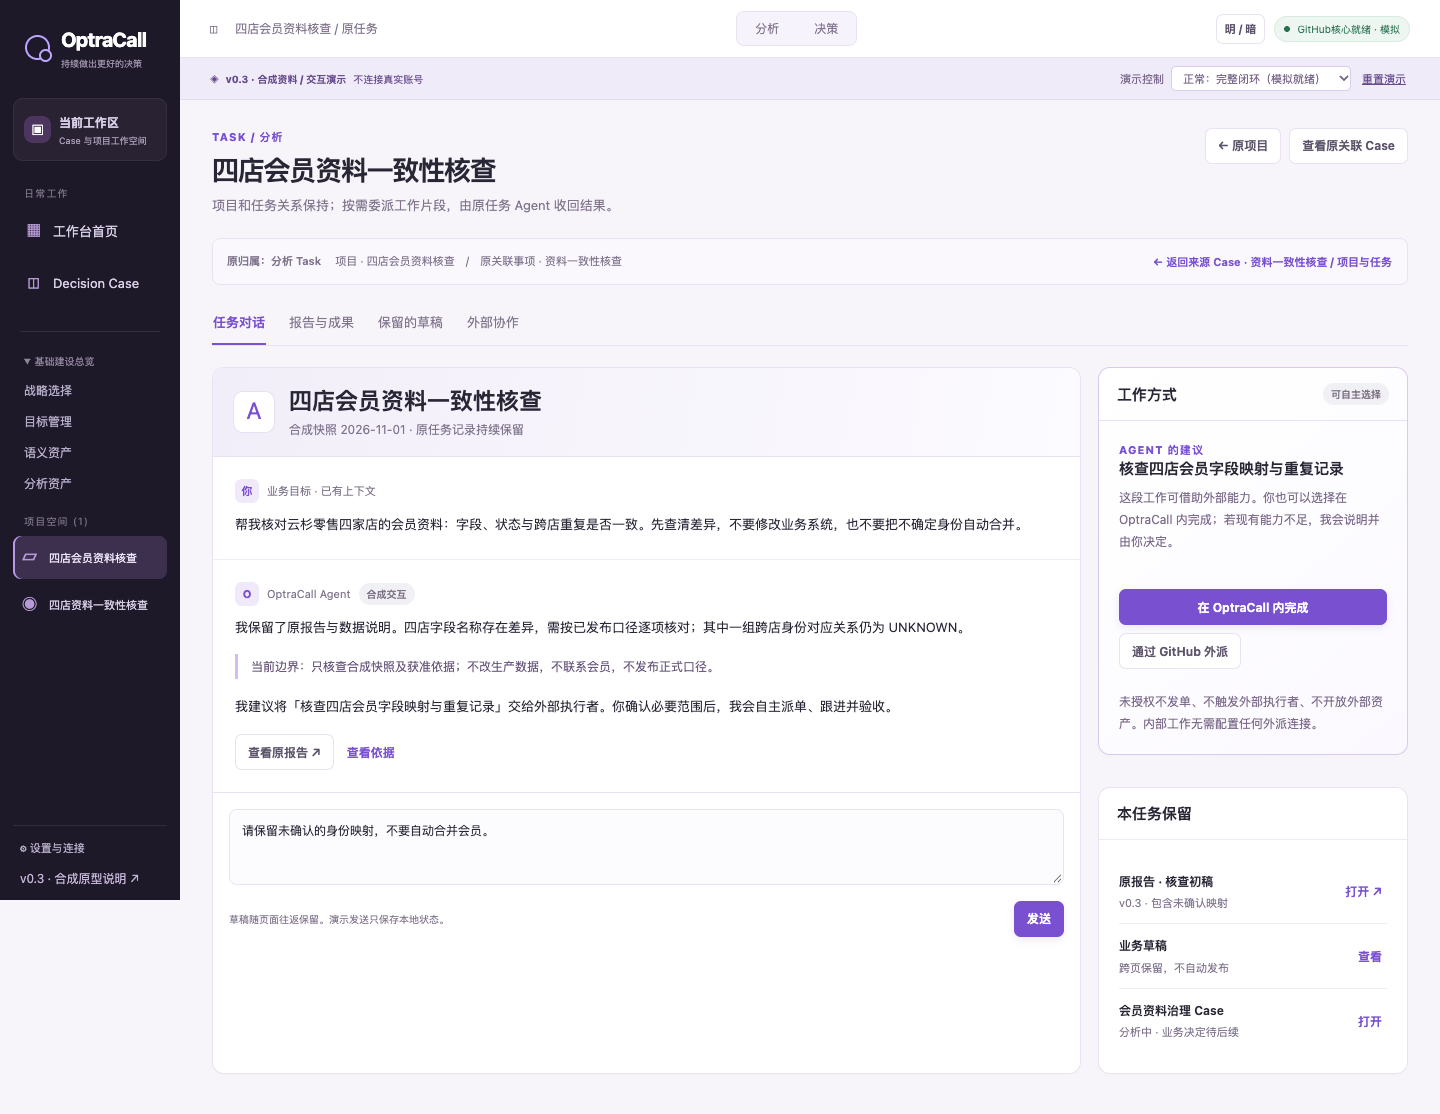 OptraCall
持续做出更好的决策
当前工作区
Case 与项目工作空间
日常工作
工作台首页
Decision Case
基础建设总览
战略选择
目标管理
语义资产
分析资产
项目空间 (1)
四店会员资料核查
四店资料一致性核查
设置与连接
v0.3 · 合成原型说明 ↗
四店会员资料核查 / 原任务
分析
决策
明 / 暗
GitHub核心就绪 · 模拟
v0.3 · 合成资料 / 交互演示 不连接真实账号
演示控制
正常：完整闭环（模拟就绪）
重置演示
TASK / 分析
四店会员资料一致性核查
项目和任务关系保持；按需委派工作片段，由原任务 Agent 收回结果。
← 原项目
查看原关联 Case
原归属：分析 Task 项目 · 四店会员资料核查 / 原关联事项 · 资料一致性核查
← 返回来源 Case · 资料一致性核查 / 项目与任务
任务对话
报告与成果
保留的草稿
外部协作
A
四店会员资料一致性核查
合成快照 2026-11-01 · 原任务记录持续保留
你 业务目标 · 已有上下文
帮我核对云杉零售四家店的会员资料：字段、状态与跨店重复是否一致。先查清差异，不要修改业务系统，也不要把不确定身份自动合并。
O OptraCall Agent 合成交互
我保留了原报告与数据说明。四店字段名称存在差异，需按已发布口径逐项核对；其中一组跨店身份对应关系仍为 UNKNOWN。
当前边界：只核查合成快照及获准依据；不改生产数据，不联系会员，不发布正式口径。
我建议将「核查四店会员字段映射与重复记录」交给外部执行者。你确认必要范围后，我会自主派单、跟进并验收。
查看原报告 ↗
查看依据
请保留未确认的身份映射，不要自动合并会员。
草稿随页面往返保留。演示发送只保存本地状态。
发送
工作方式
可自主选择
AGENT 的建议
核查四店会员字段映射与重复记录
这段工作可借助外部能力。你也可以选择在
OptraCall 内完成；若现有能力不足，我会说明并
由你决定。
在 OptraCall 内完成
通过 GitHub 外派
未授权不发单、不触发外部执行者、不开放外部资
产。内部工作无需配置任何外派连接。
本任务保留
原报告 · 核查初稿
v0.3 · 包含未确认映射
打开 ↗
业务草稿
跨页保留，不自动发布
查看
会员资料治理 Case
分析中 · 业务决定待后续
打开